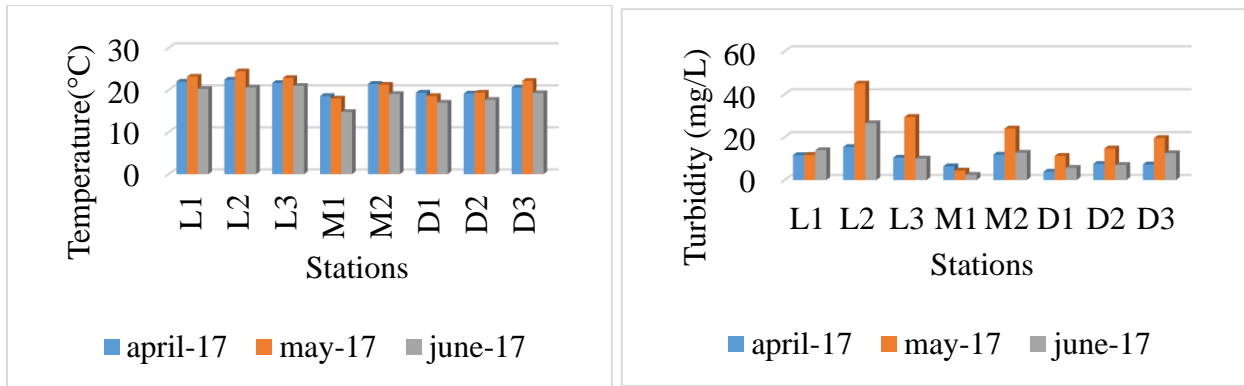 Temperature(°C)
30
20
10
0
L1 L2 L3 M1 M2 D1 D2 D3
Stations
april-17 may-17 june-17
Turbidity (mg/L)
60
40
20
0
L1 L2 L3 M1 M2 D1 D2 D3
Stations
april-17 may-17 june-17